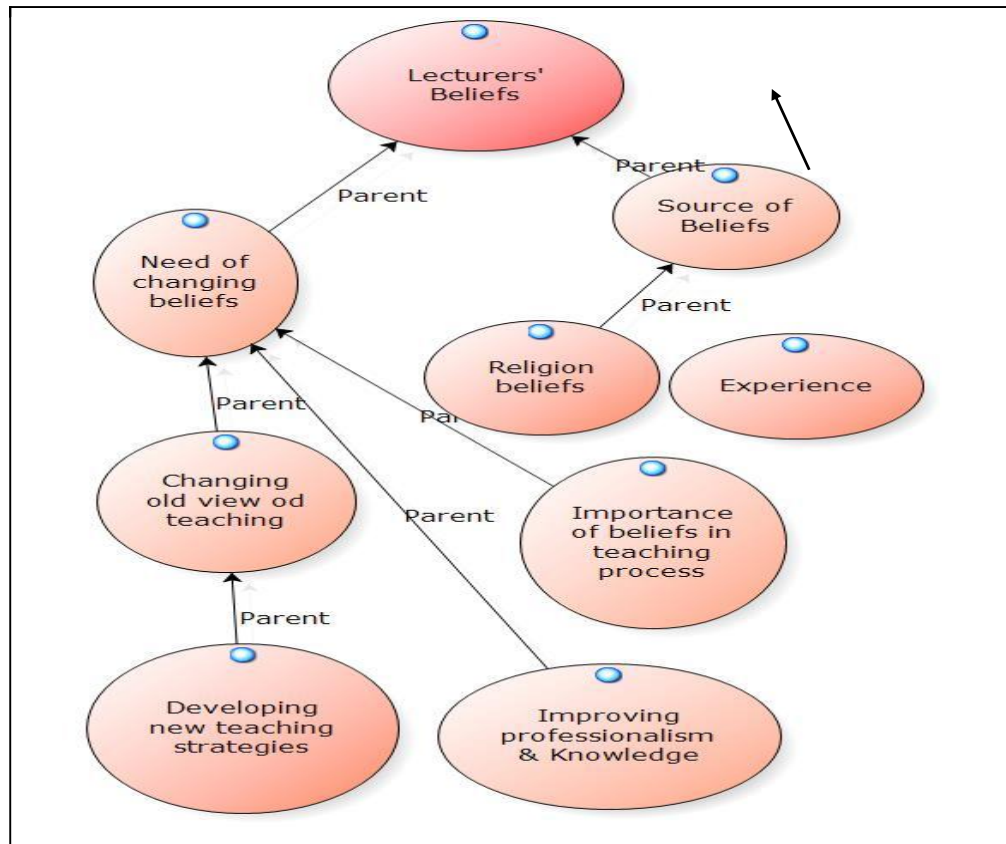 Lecturers'
Beliefs
Parent
Parent
Source of
Beliefs
Need of
changing
beliefs
Parent
Religion
beliefs
Experience
Parent
Par
Changing
old view od
teaching
Parent
Importance
of beliefs in
teaching
process
Parent
Developing
new teaching
strategies
Improving
professionalism
& Knowledge